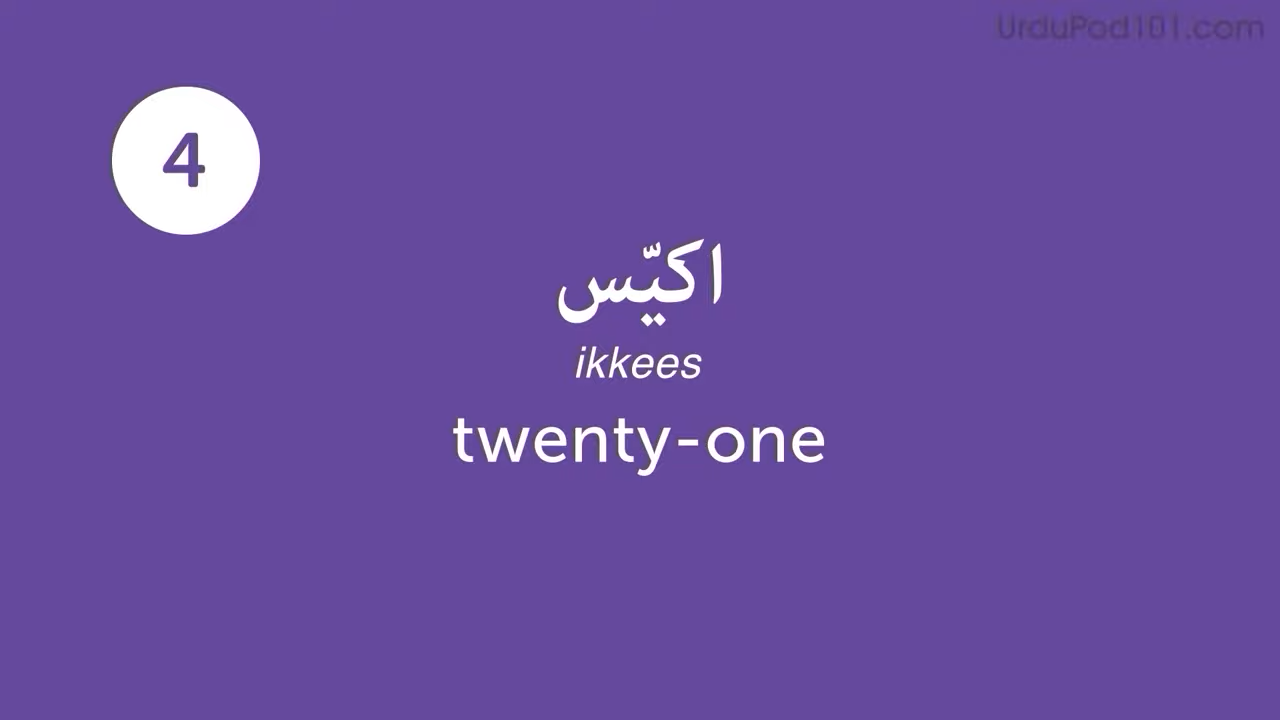 UrduPod101.com
4
اکیّس
ikkees
twenty-one